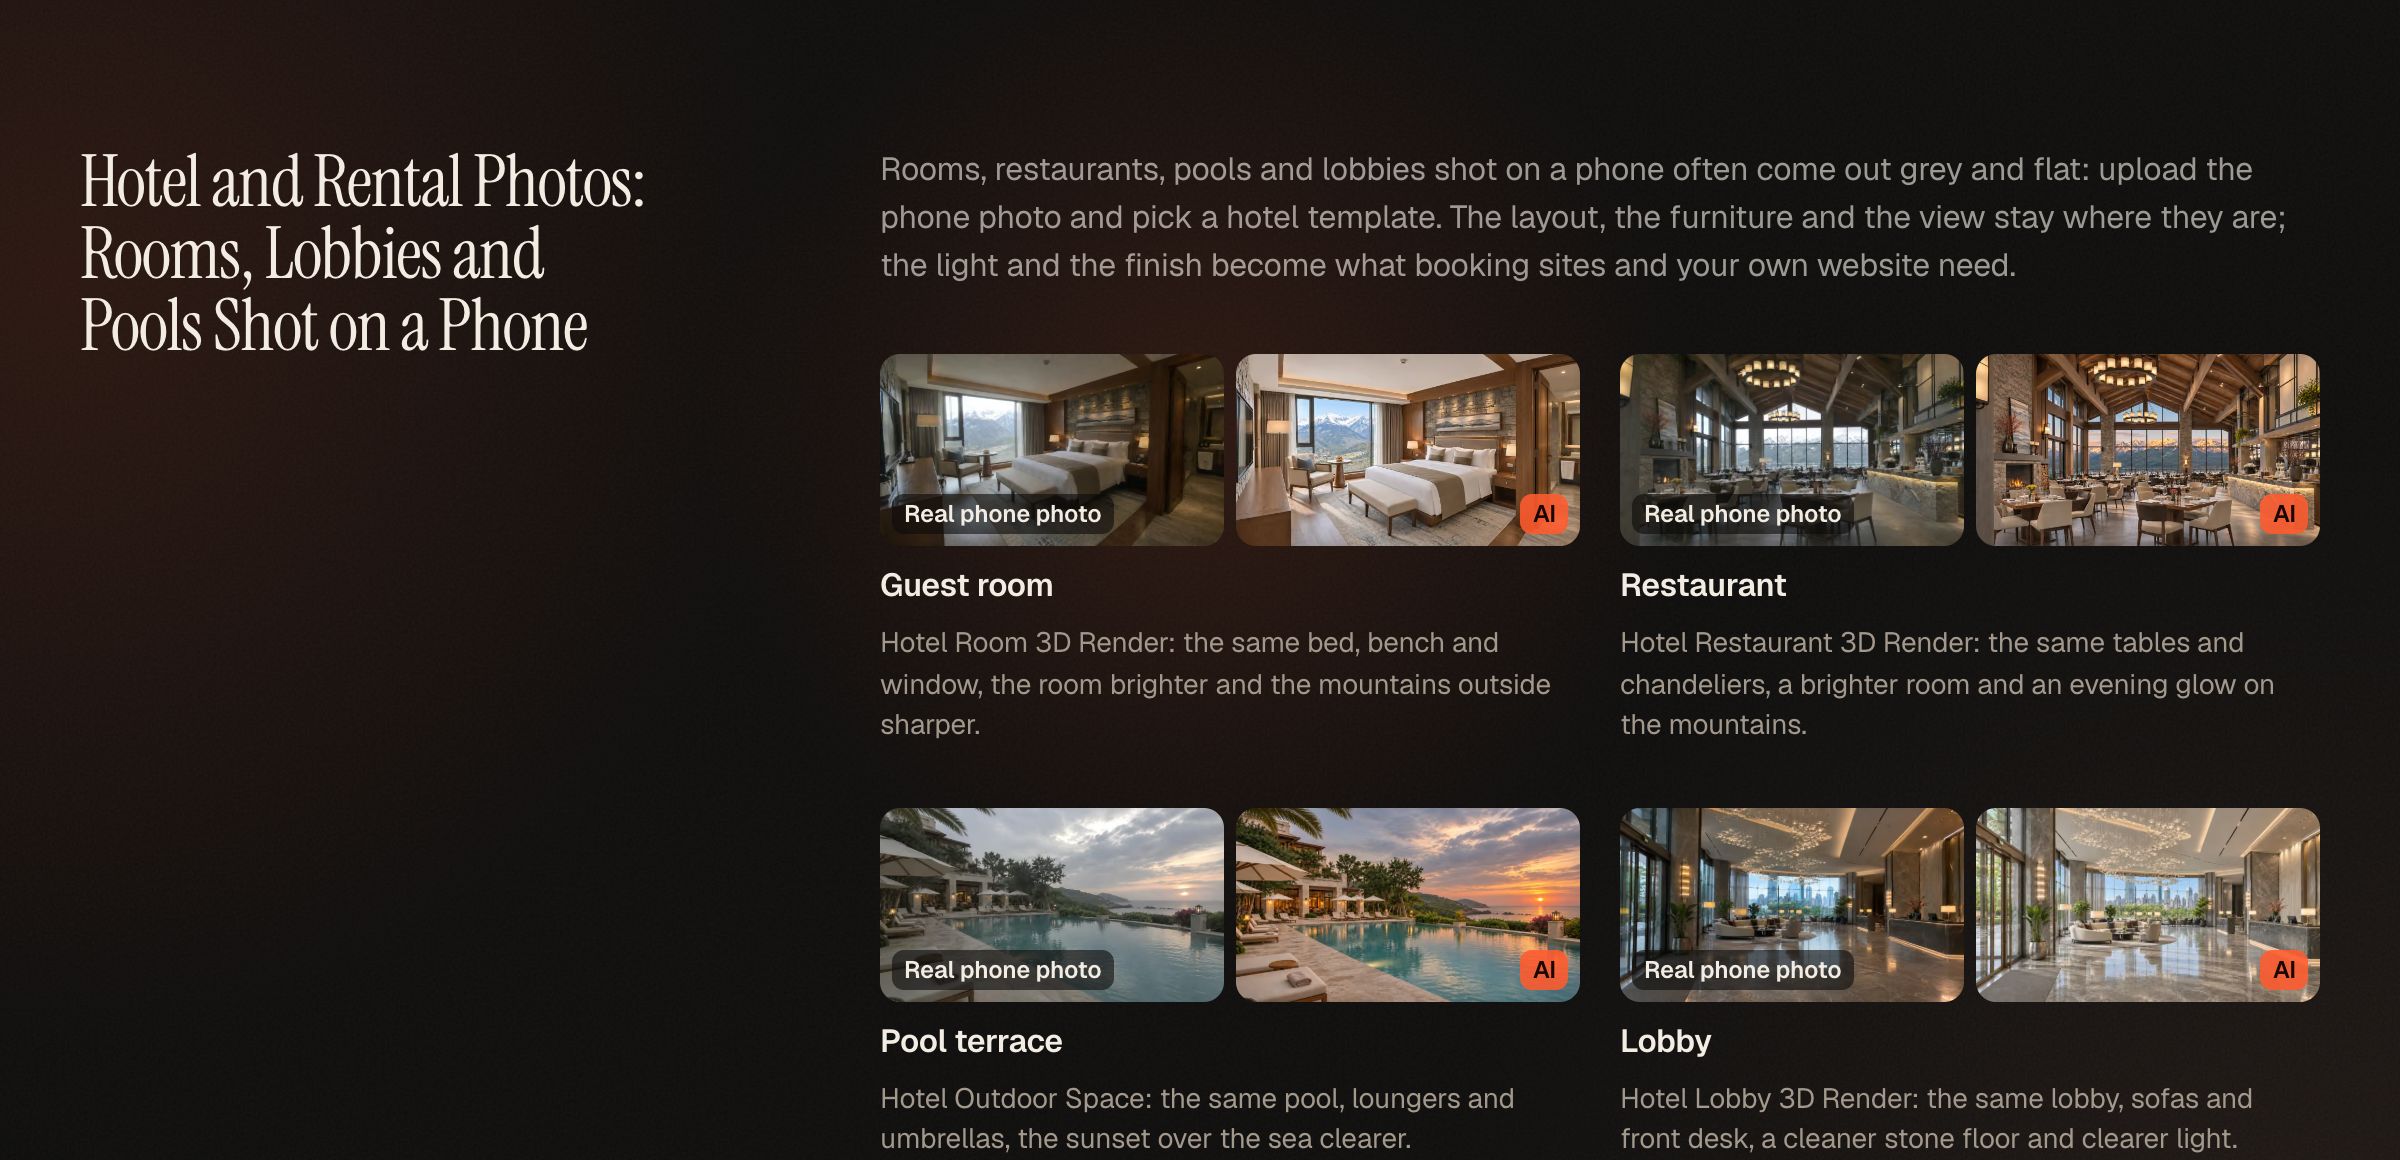 Hotel and Rental Photos:
Rooms, Lobbies and
Pools Shot on a Phone
Rooms, restaurants, pools and lobbies shot on a phone often come out grey and flat: upload the
phone photo and pick a hotel template. The layout, the furniture and the view stay where they are;
the light and the finish become what booking sites and your own website need.
Real phone photo
AI
Real phone photo
AI
Guest room
Hotel Room 3D Render: the same bed, bench and
window, the room brighter and the mountains outside
sharper.
Restaurant
Hotel Restaurant 3D Render: the same tables and
chandeliers, a brighter room and an evening glow on
the mountains.
Real phone photo
AI
Real phone photo
AI
Pool terrace
Hotel Outdoor Space: the same pool, loungers and
umbrellas, the sunset over the sea clearer.
Lobby
Hotel Lobby 3D Render: the same lobby, sofas and
front desk, a cleaner stone floor and clearer light.